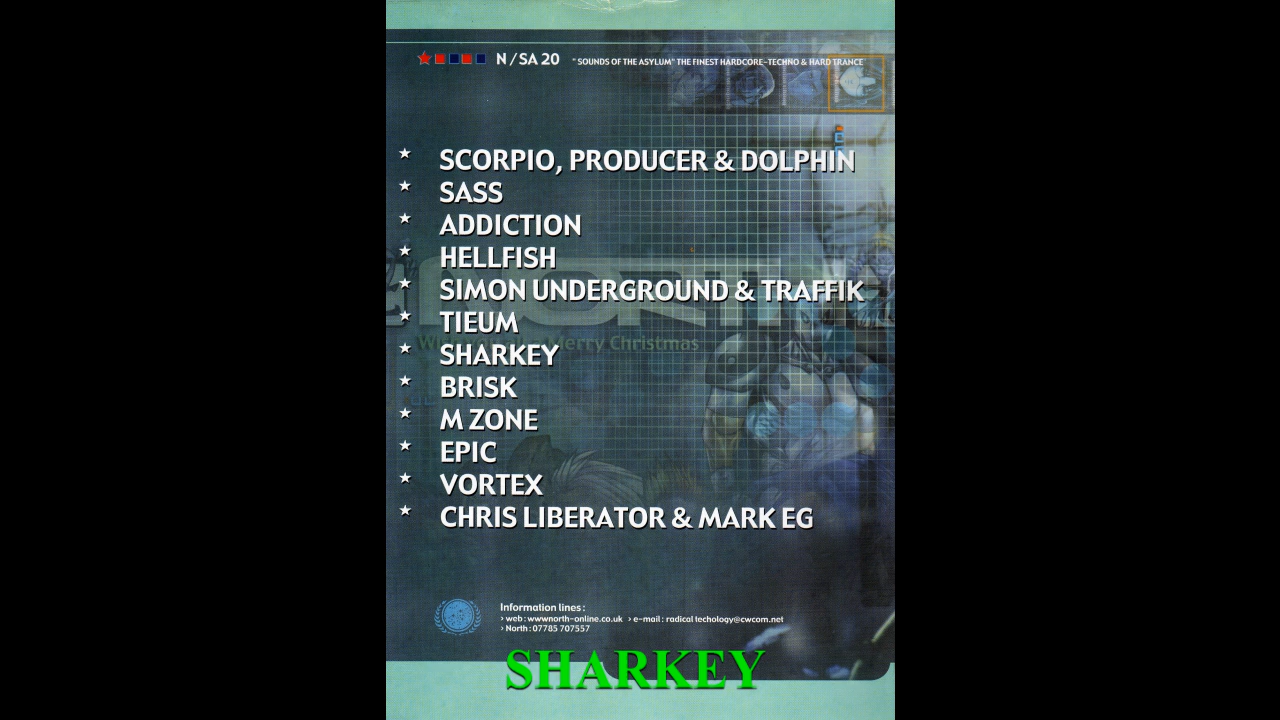 N/SA 20 "SOUNDS OF THE ASYLUM" THE FINEST HARDCORE-TECHNO & HARD TRANCE
SCORPIO, PRODUCER & DOLPHIN
SASS
ADDICTION
HELLFISH
SIMON UNDERGROUND & TRAFFIK
TIEUM
SHARKEY
BRISK
M ZONE
EPIC
VORTEX
CHRIS LIBERATOR & MARK EG
NORTH
Merry Christmas
Information lines :
> web : wwwnorth-online.co.uk > e-mail : radical techology@cwcom.net
> North : 07785 707557
SHARKEY